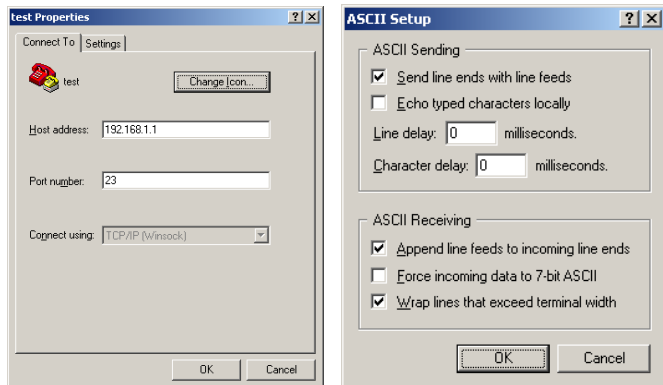 test Properties
Connect To
Settings
test
Change Icon...
Host address: 192.168.1.1
Port number: 23
Connect using: TCP/IP (Winsock)
OK Cancel
ASCII Setup
ASCII Sending
Send line ends with line feeds
Echo typed characters locally
Line delay: 0 milliseconds.
Character delay: 0 milliseconds.
ASCII Receiving
Append line feeds to incoming line ends
Force incoming data to 7-bit ASCII
Wrap lines that exceed terminal width
OK Cancel